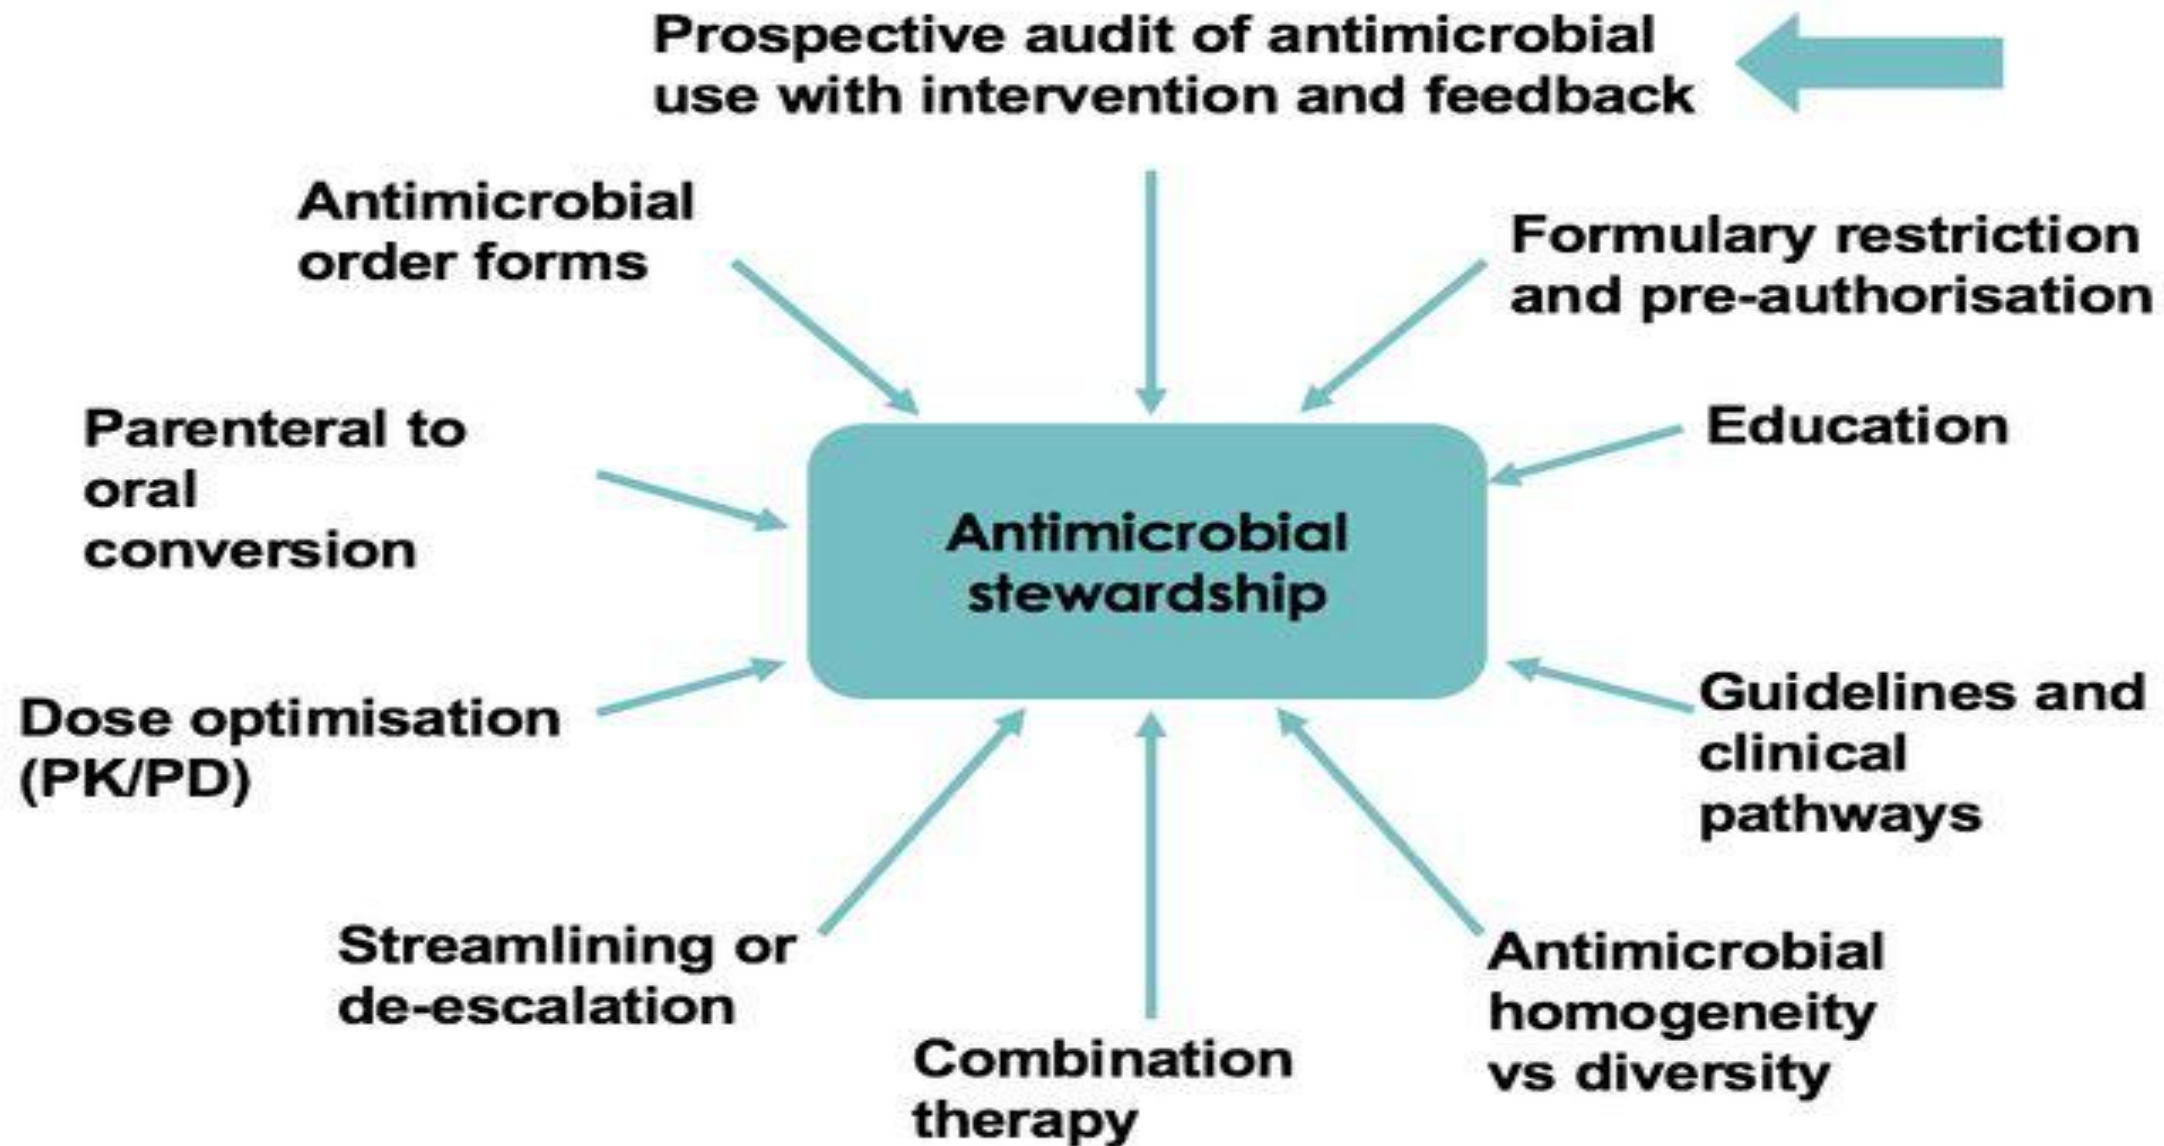 Prospective audit of antimicrobial
use with intervention and feedback
Antimicrobial
order forms
Formulary restriction
and pre-authorisation
Parenteral to
oral
conversion
Education
Antimicrobial
stewardship
Dose optimisation
(PK/PD)
Guidelines and
clinical
pathways
Streamlining or
de-escalation
Combination
therapy
Antimicrobial
homogeneity
vs diversity